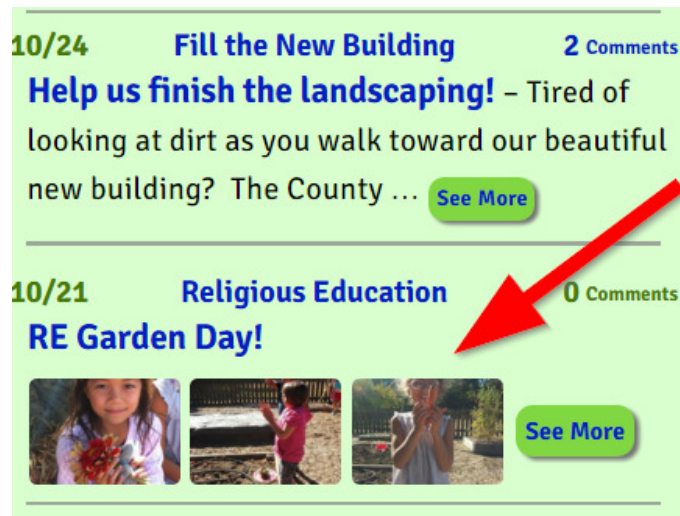 10/24 Fill the New Building 2 Comments
Help us finish the landscaping! – Tired of
looking at dirt as you walk toward our beautiful
new building? The County … See More
10/21 Religious Education 0 Comments
RE Garden Day!
See More